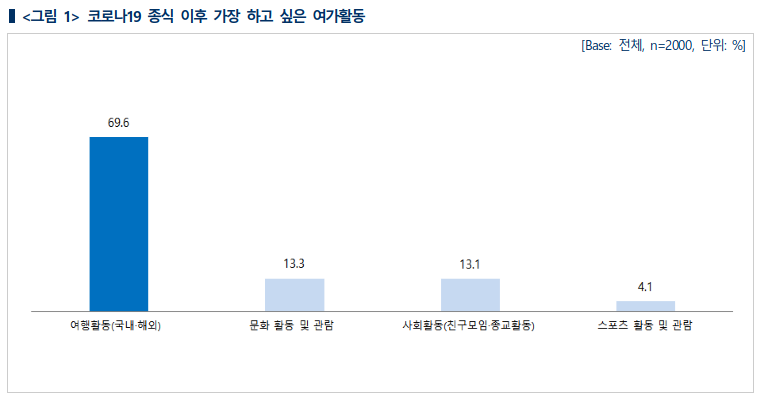 <그림 1> 코로나19 종식 이후 가장 하고 싶은 여가활동
[Base: 전체, n=2000, 단위: %]
69.6
13.3
13.1
4.1
여행활동(국내·해외)
문화 활동 및 관람
사회활동(친구모임·종교활동)
스포츠 활동 및 관람